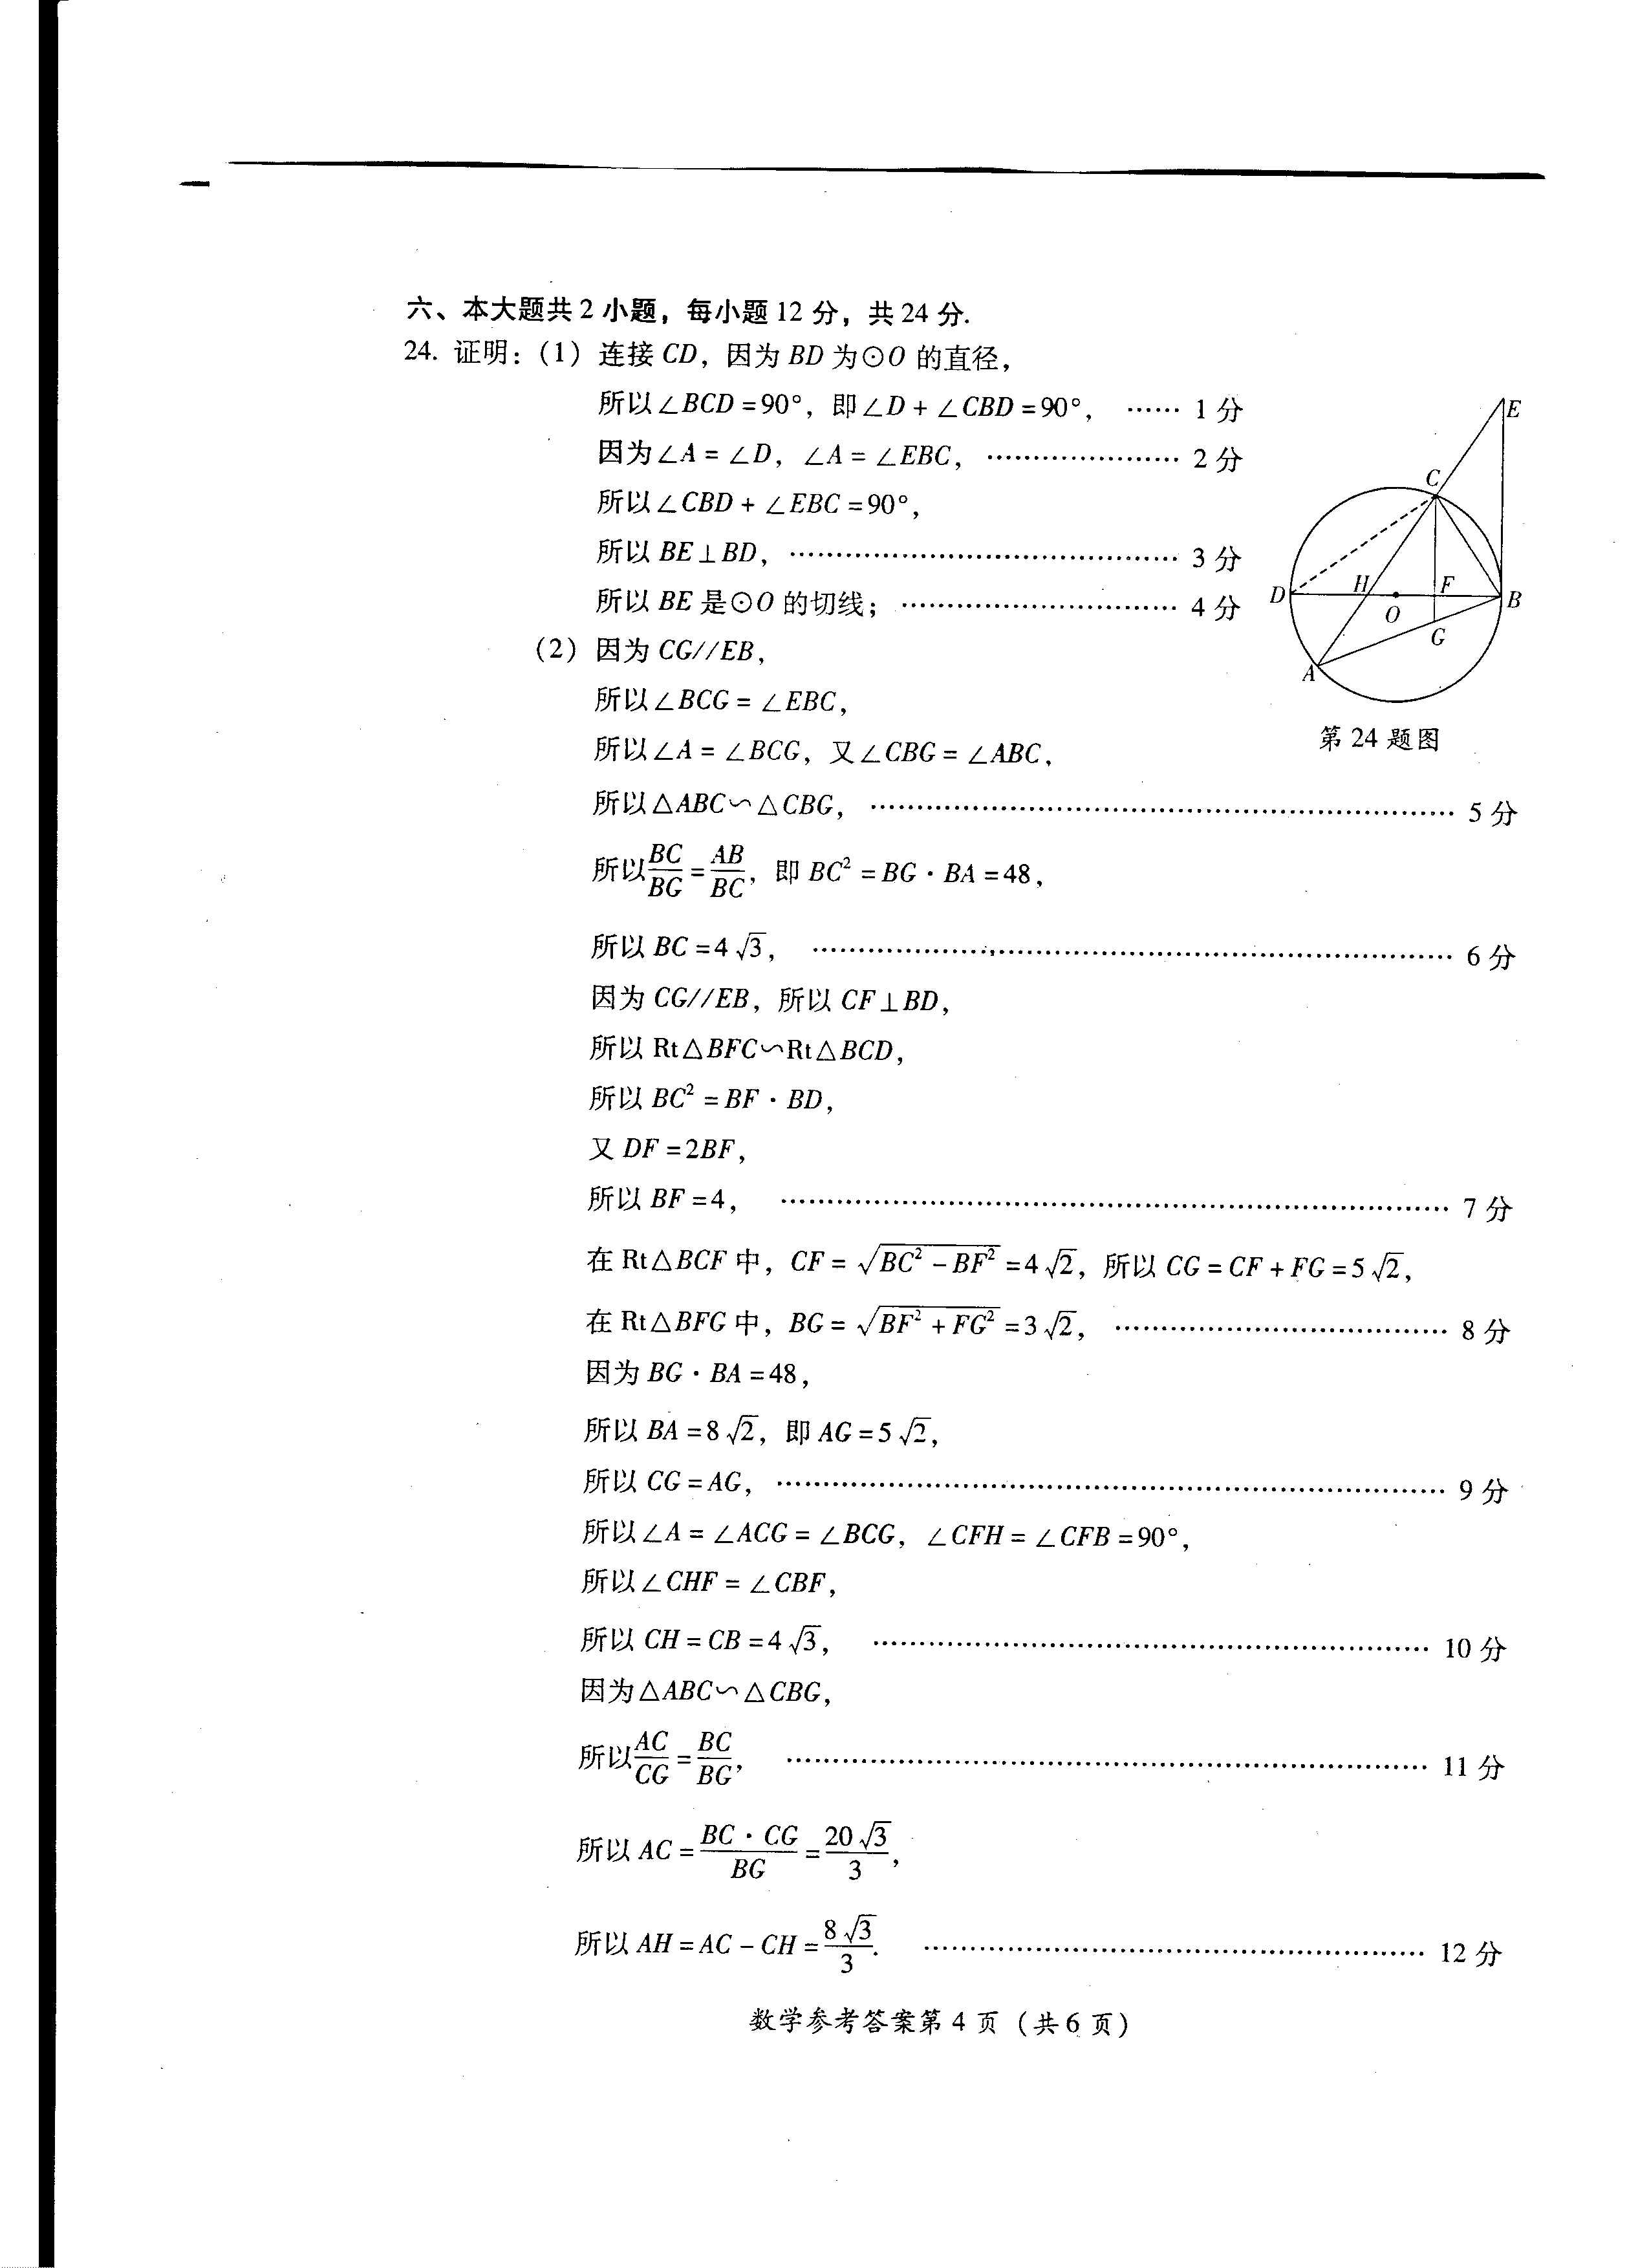 六、本大题共2小题，每小题12分，共24分.
24. 证明：（1）连接CD，因为BD为⊙O的直径，
所以∠BCD=90°，即∠D+∠CBD=90°， …… 1分
因为∠A=∠D，∠A=∠EBC， ………………… 2分
所以∠CBD+∠EBC=90°，
所以BE⊥BD， ………………………………… 3分
所以BE是⊙O的切线； ………………………… 4分
（2）因为CG//EB，
所以∠BCG=∠EBC，
所以∠A=∠BCG，又∠CBG=∠ABC，
所以△ABC∽△CBG， ……………………………………………………… 5分
所以BC/BG=AB/BC，即BC²=BG·BA=48，
所以BC=4√3， …………………………………………………………… 6分
因为CG//EB，所以CF⊥BD，
所以Rt△BFC∽Rt△BCD，
所以BC²=BF·BD，
又DF=2BF，
所以BF=4， ……………………………………………………………… 7分
在Rt△BCF中，CF=√(BC²-BF²)=4√2，所以CG=CF+FG=5√2，
在Rt△BFG中，BG=√(BF²+FG²)=3√2， ……………………………… 8分
因为BG·BA=48，
所以BA=8√2，即AG=5√2，
所以CG=AG， ……………………………………………………………… 9分
所以∠A=∠ACG=∠BCG，∠CFH=∠CFB=90°，
所以∠CHF=∠CBF，
所以CH=CB=4√3， …………………………………………………… 10分
因为△ABC∽△CBG，
所以AC/CG=BC/BG， …………………………………………………………… 11分
所以AC=BC·CG/BG=20√3/3，
所以AH=AC-CH=8√3/3. ……………………………………………… 12分
E
C
D
H
F
B
O
G
A
第24题图
数学参考答案第4页（共6页）